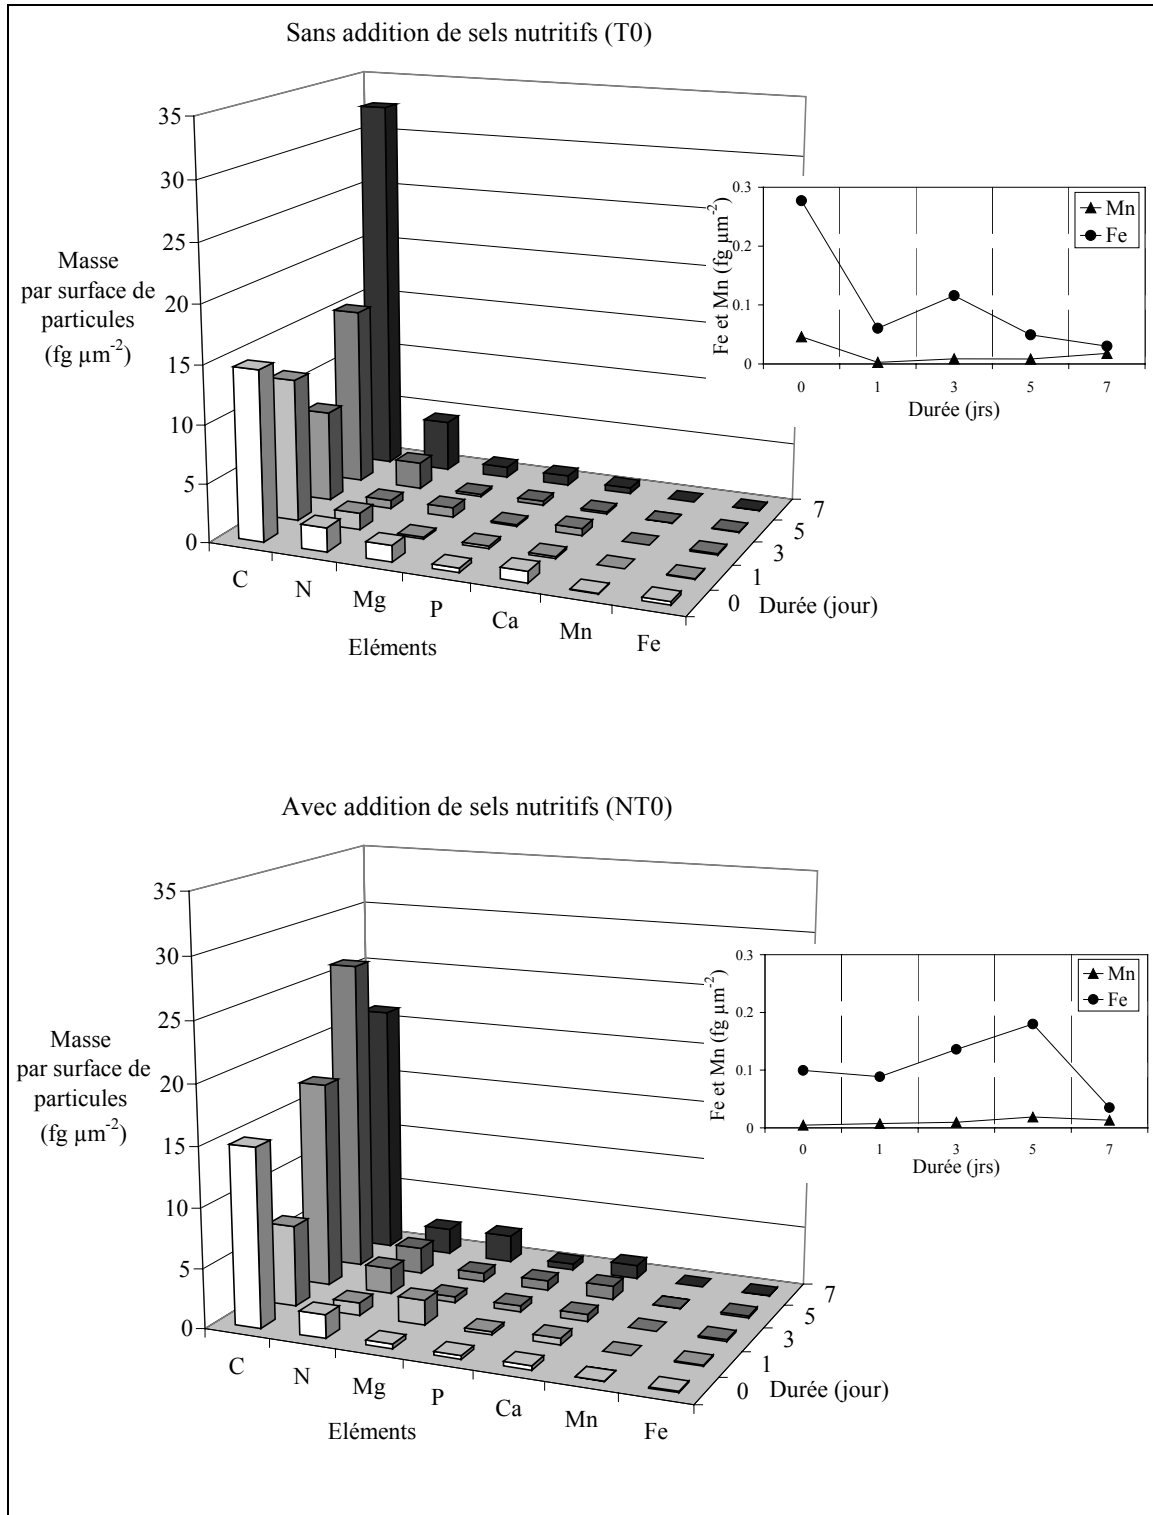 Sans addition de sels nutritifs (T0)
35
30
25
20
15
10
5
0
Masse
par surface de
particules
(fg µm-2)
C
N
Mg
P
Ca
Mn
Fe
Eléments
0
1
3
5
7
Durée (jour)
Fe et Mn (fg µm-2)
0.3
0.2
0.1
0
Mn
Fe
0 1 3 5 7
Durée (jrs)
Avec addition de sels nutritifs (NT0)
35
30
25
20
15
10
5
0
Masse
par surface de
particules
(fg µm-2)
C
N
Mg
P
Ca
Mn
Fe
Eléments
0
1
3
5
7
Durée (jour)
Fe et Mn (fg µm-2)
0.3
0.2
0.1
0
Mn
Fe
0 1 3 5 7
Durée (jrs)